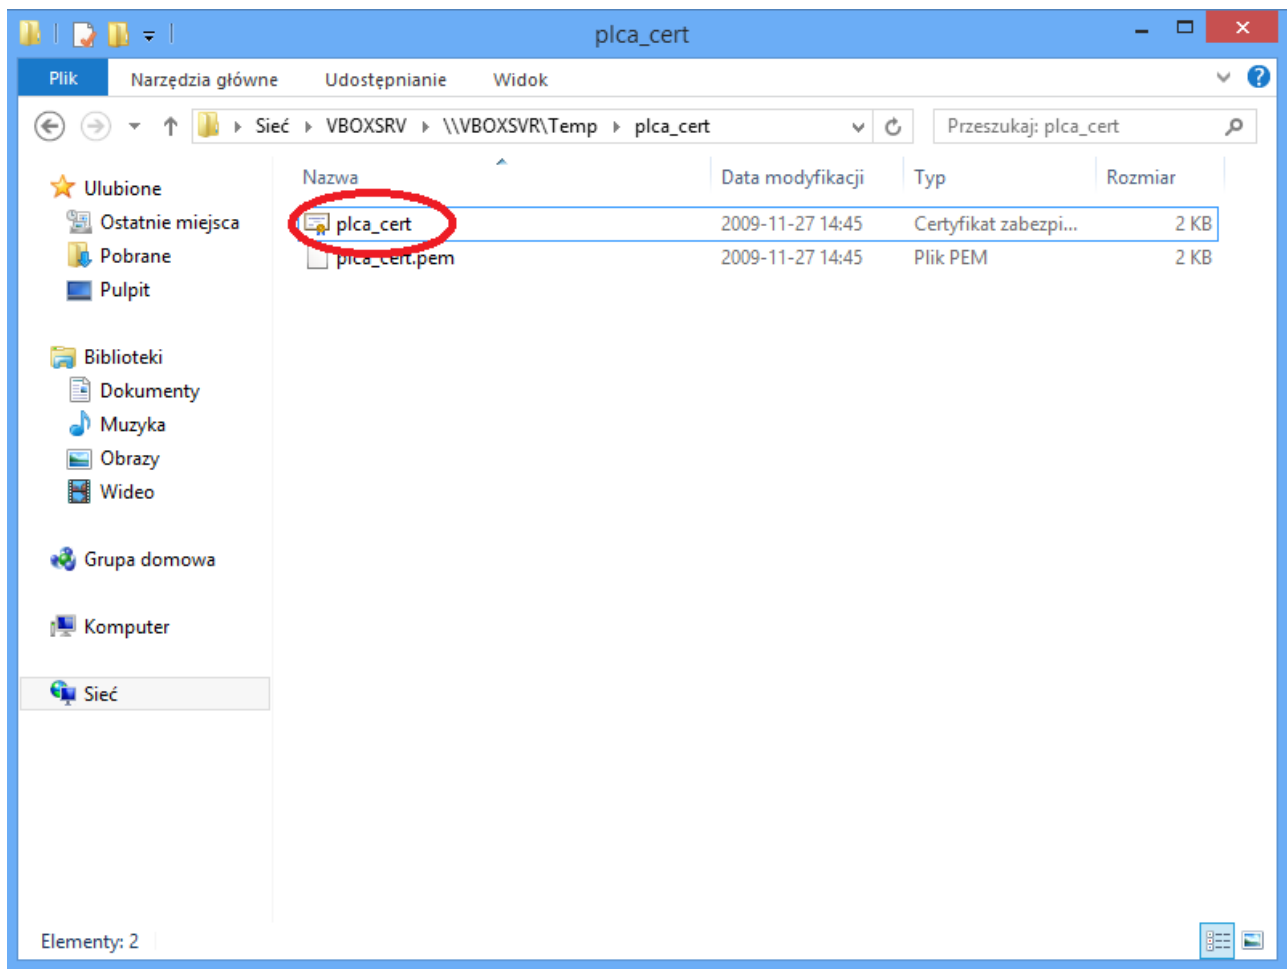 plca_cert
Plik Narzędzia główne Udostępnianie Widok
Sieć VBOXSRV \\VBOXSVR\Temp plca_cert Przeszukaj: plca_cert
Nazwa Data modyfikacji Typ Rozmiar
plca_cert 2009-11-27 14:45 Certyfikat zabezpi... 2 KB
plca_cert.pem 2009-11-27 14:45 Plik PEM 2 KB
Ulubione
Ostatnie miejsca
Pobrane
Pulpit
Biblioteki
Dokumenty
Muzyka
Obrazy
Wideo
Grupa domowa
Komputer
Sieć
Elementy: 2